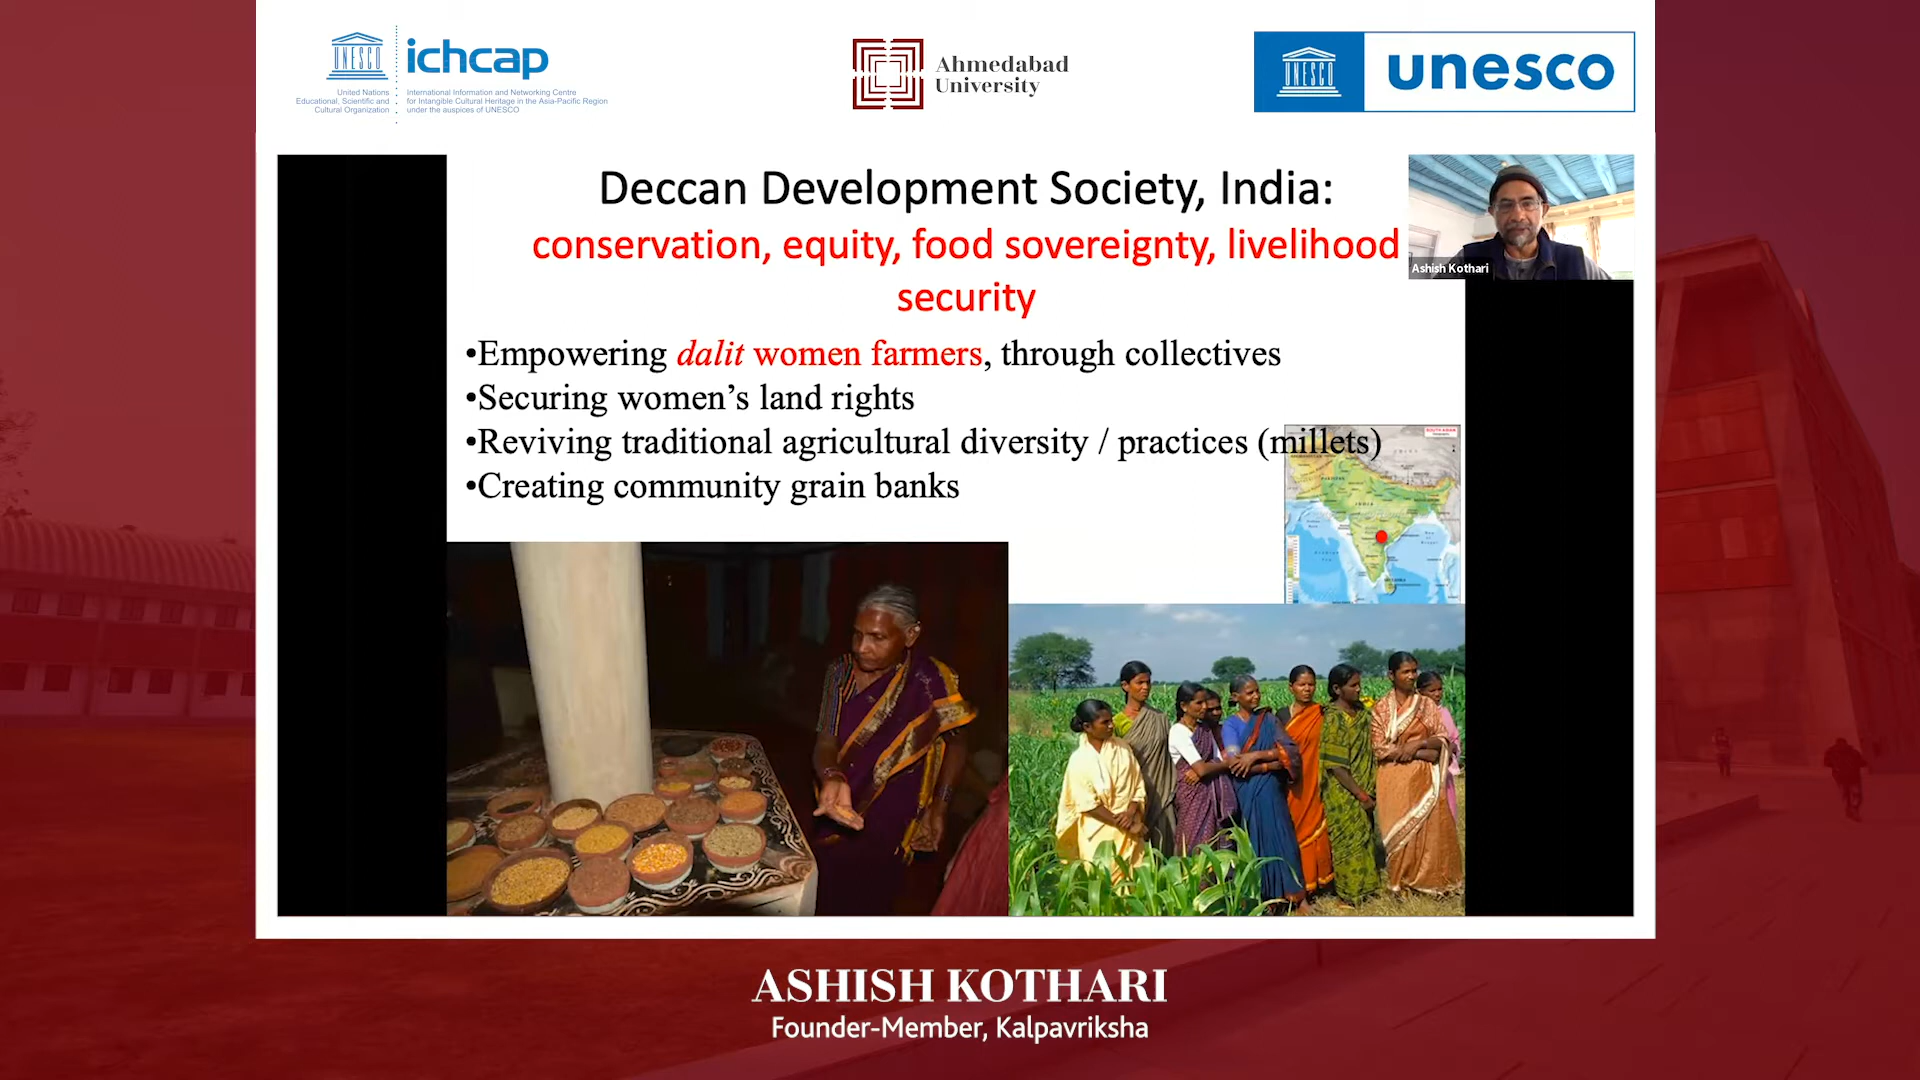 UNESCO
United Nations
Educational, Scientific and
Cultural Organization
ichcap
International Information and Networking Centre
for Intangible Cultural Heritage in the Asia-Pacific Region
under the auspices of UNESCO
Ahmedabad
University
UNESCO
unesco
Deccan Development Society, India:
conservation, equity, food sovereignty, livelihood
security
Ashish Kothari
•Empowering dalit women farmers, through collectives
•Securing women’s land rights
•Reviving traditional agricultural diversity / practices (millets)
•Creating community grain banks
ASHISH KOTHARI
Founder-Member, Kalpavriksha